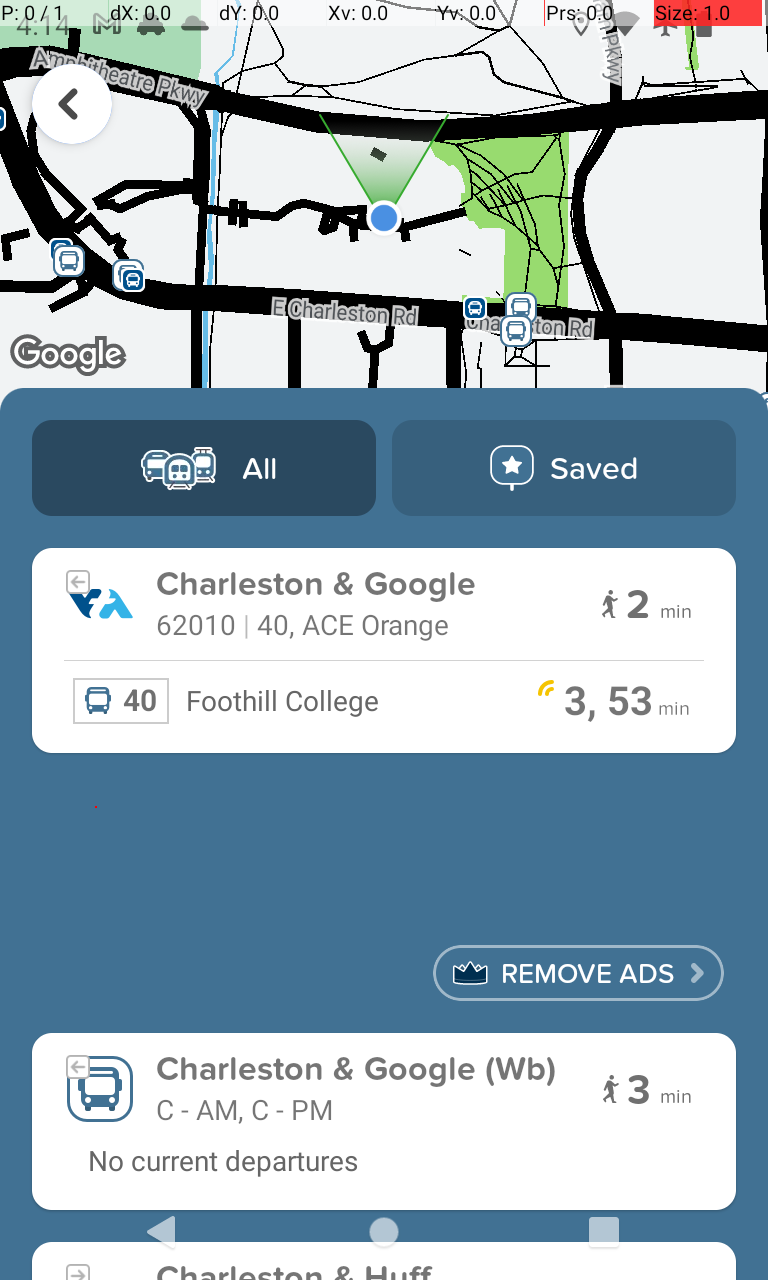 P: 0 / 1 dX: 0.0 dY: 0.0 Xv: 0.0 Yv: 0.0 Prs: 0.0 Size: 1.0
4:14
Amphitheatre Pkwy
E Charleston Rd
Charleston Rd
Google
All
Saved
Charleston & Google
62010 | 40, ACE Orange
2 min
40 Foothill College
3, 53 min
REMOVE ADS
Charleston & Google (Wb)
C - AM, C - PM
3 min
No current departures
Charleston & Huff